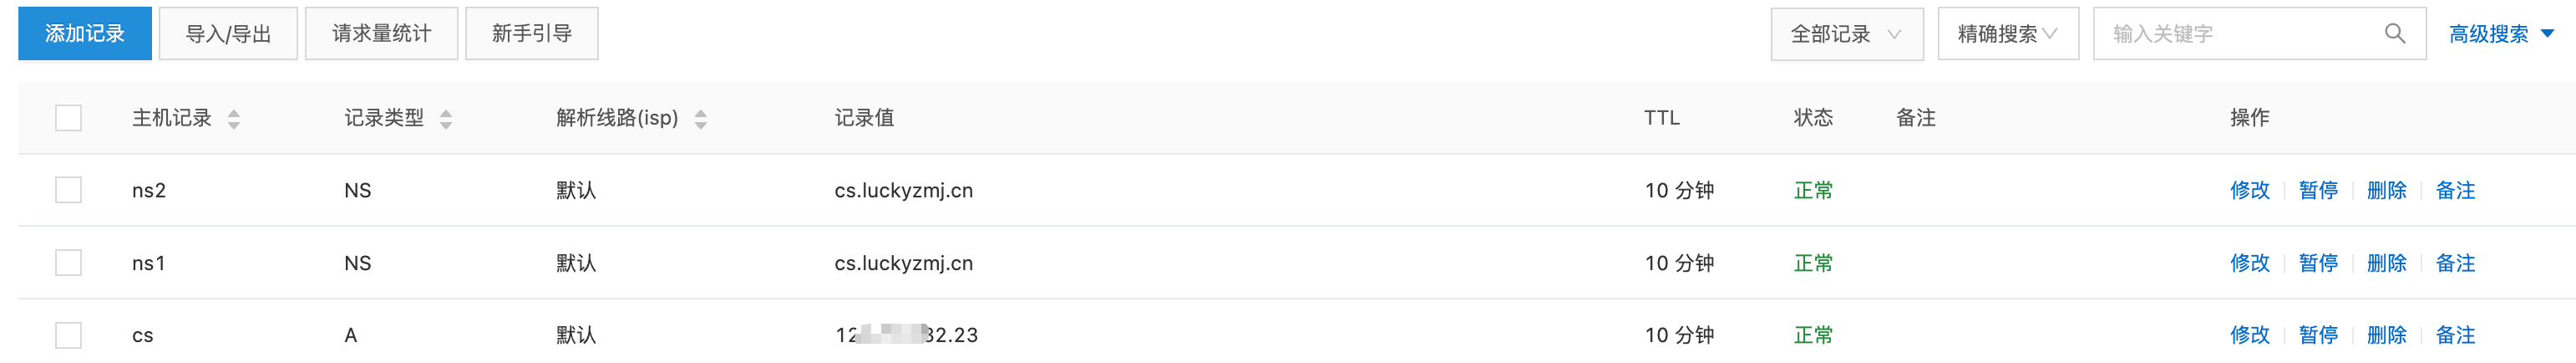 添加记录 导入/导出 请求量统计 新手引导 全部记录 精确搜索 输入关键字 高级搜索
主机记录 记录类型 解析线路(isp) 记录值 TTL 状态 备注 操作
ns2 NS 默认 cs.luckyzmj.cn 10 分钟 正常 修改 暂停 删除 备注
ns1 NS 默认 cs.luckyzmj.cn 10 分钟 正常 修改 暂停 删除 备注
cs A 默认 10 分钟 正常 修改 暂停 删除 备注